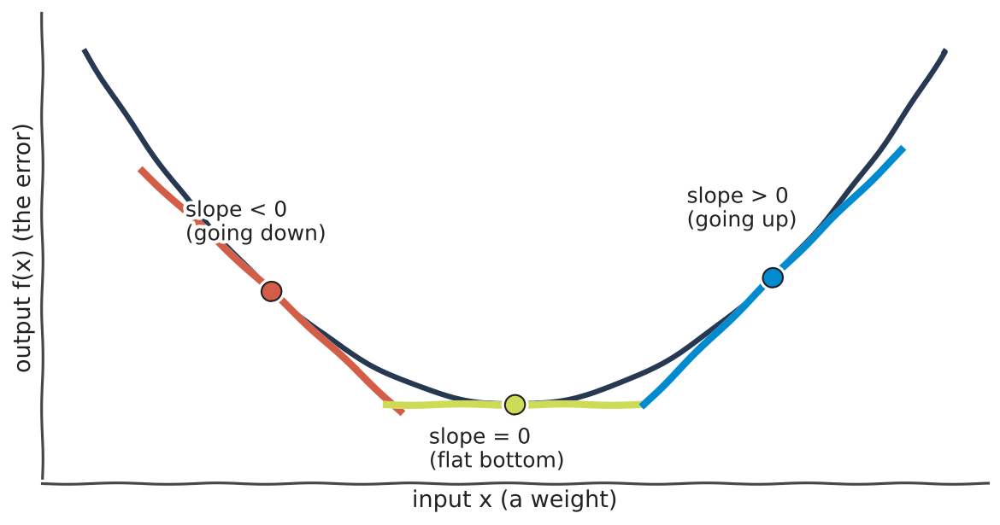 output f(x) (the error)
slope < 0
(going down)
slope > 0
(going up)
slope = 0
(flat bottom)
input x (a weight)